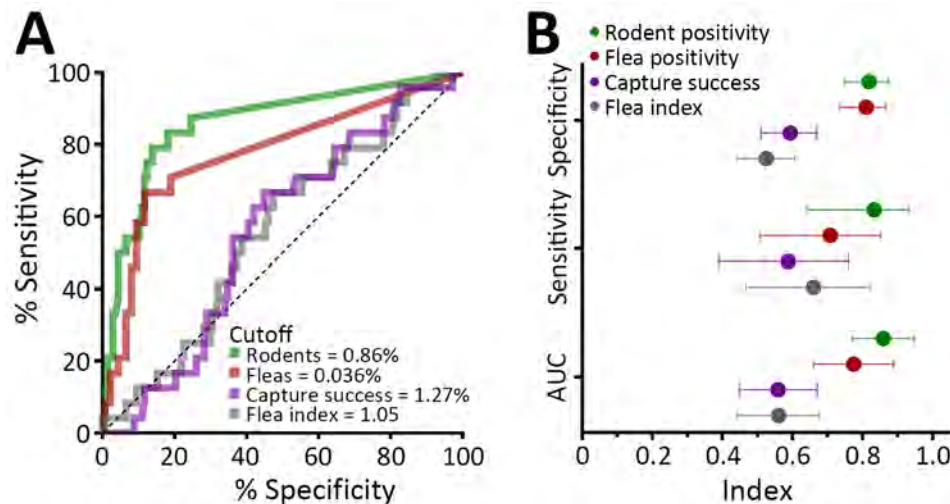 A
100
80
60
40
20
0
% Sensitivity
Cutoff
Rodents = 0.86%
Fleas = 0.036%
Capture success = 1.27%
Flea index = 1.05
0 20 40 60 80 100
% Specificity
B
Rodent positivity
Flea positivity
Capture success
Flea index
Specificity
Sensitivity
AUC
0 0.2 0.4 0.6 0.8 1.0
Index